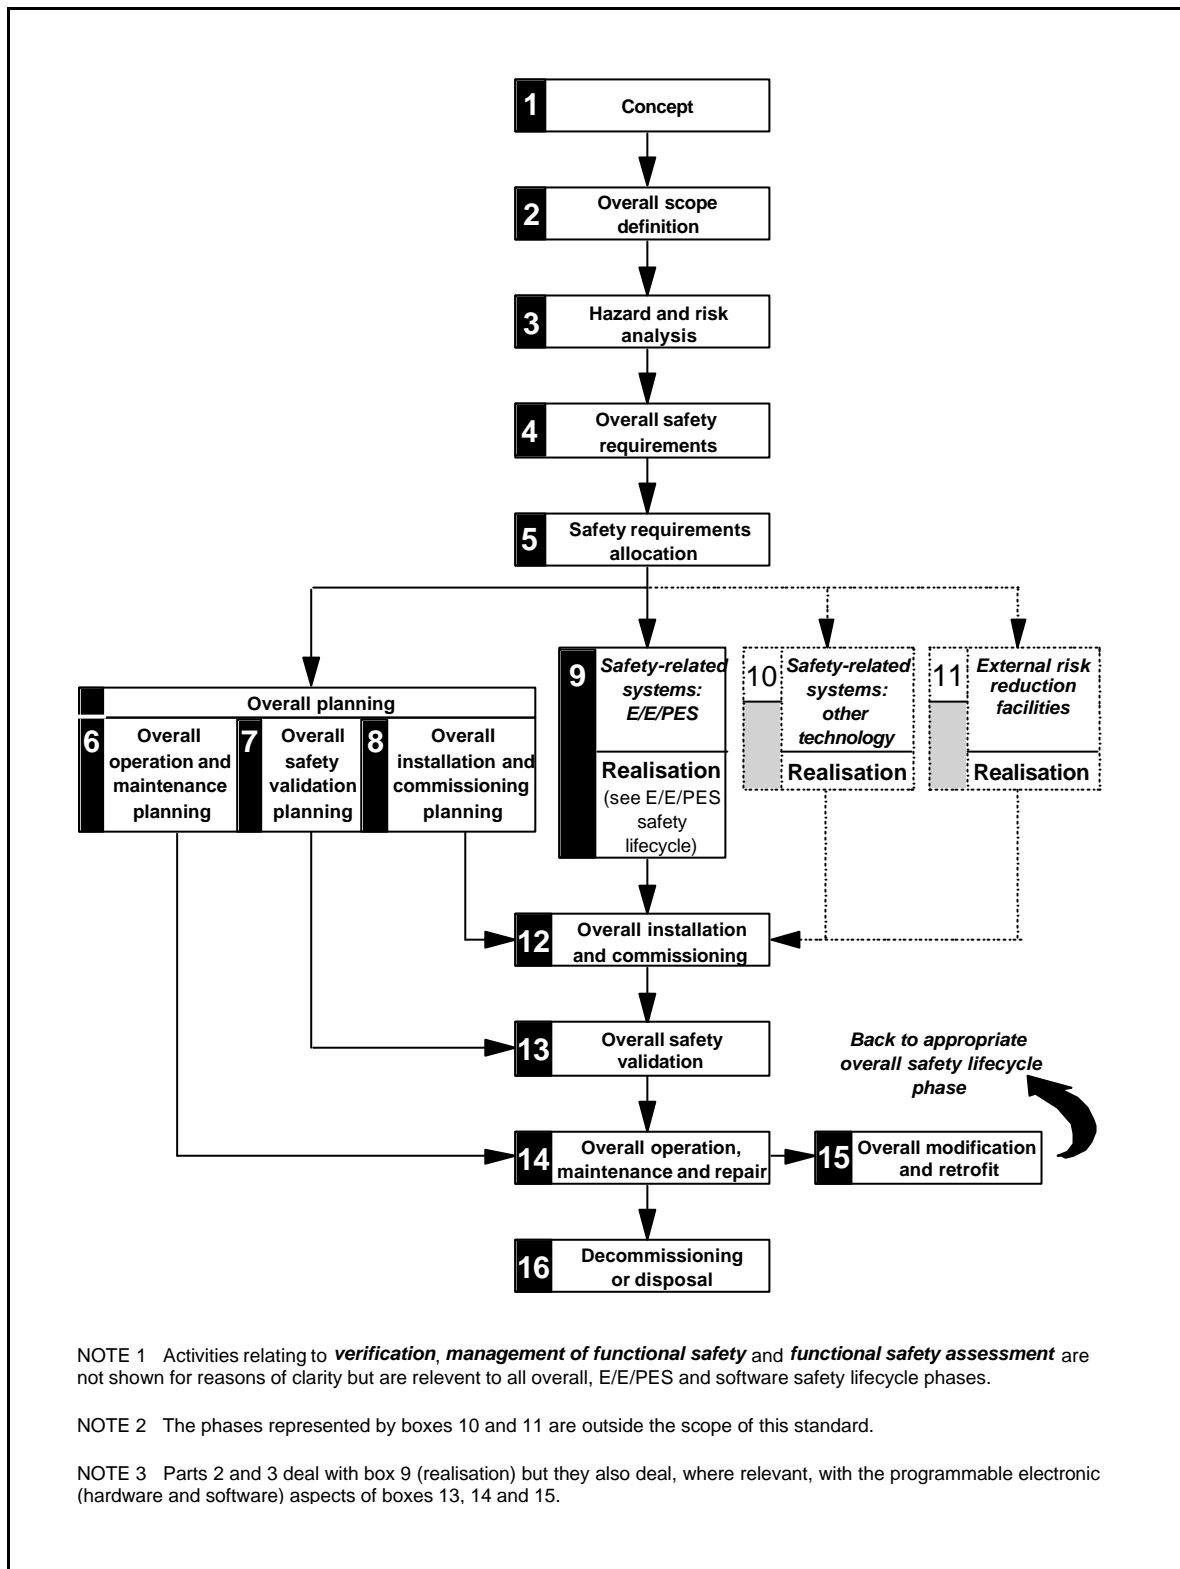 1
Concept
2
Overall scope
definition
3
Hazard and risk
analysis
4
Overall safety
requirements
5
Safety requirements
allocation
Overall planning
6
Overall
operation and
maintenance
planning
7
Overall
safety
validation
planning
8
Overall
installation and
commissioning
planning
9
Safety-related
systems:
E/E/PES
Realisation
(see E/E/PES
safety
lifecycle)
10
Safety-related
systems:
other
technology
Realisation
11
External risk
reduction
facilities
Realisation
12
Overall installation
and commissioning
13
Overall safety
validation
Back to appropriate
overall safety lifecycle
phase
14
Overall operation,
maintenance and repair
15
Overall modification
and retrofit
16
Decommissioning
or disposal
NOTE 1 Activities relating to verification, management of functional safety and functional safety assessment are
not shown for reasons of clarity but are relevent to all overall, E/E/PES and software safety lifecycle phases.
NOTE 2 The phases represented by boxes 10 and 11 are outside the scope of this standard.
NOTE 3 Parts 2 and 3 deal with box 9 (realisation) but they also deal, where relevant, with the programmable electronic
(hardware and software) aspects of boxes 13, 14 and 15.